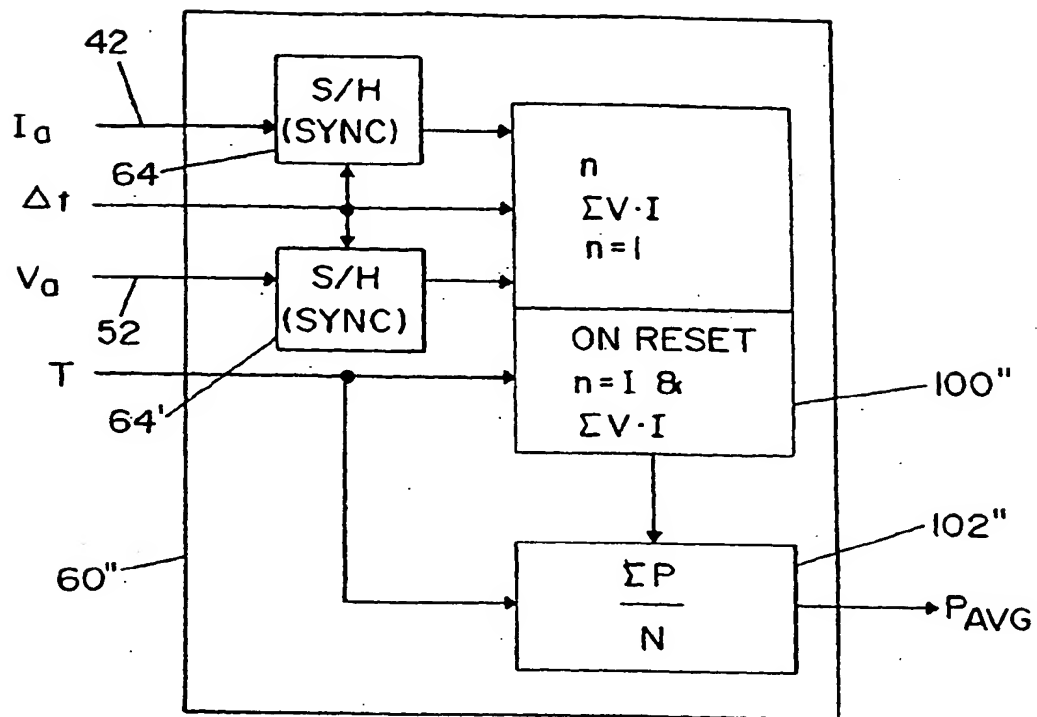 42
S/H
(SYNC)
Ia
64
Δt
n
ΣV·I
n=1
Va
S/H
(SYNC)
52
T
64'
ON RESET
n=I &
ΣV·I
100"
102"
60"
ΣP
N
PAVG